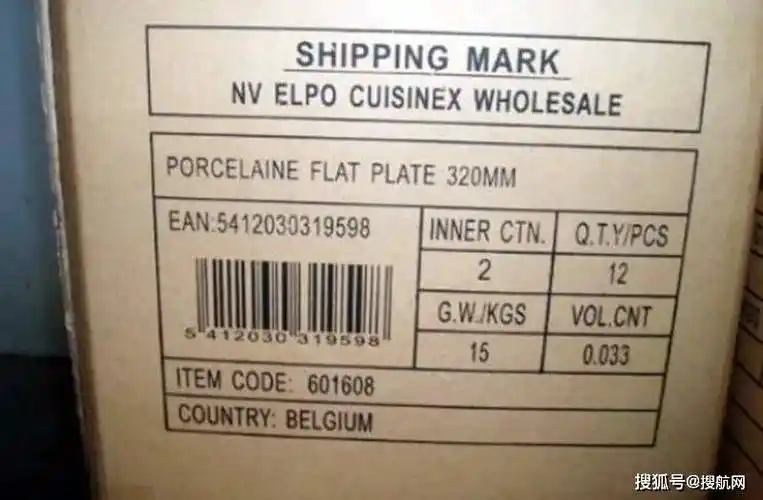 SHIPPING MARK
NV ELPO CUISINEX WHOLESALE
PORCELAINE FLAT PLATE 320MM
EAN:5412030319598
INNER CTN. Q.T.Y/PCS
2 12
G.W./KGS VOL.CNT
15 0.033
5 412030 319598
ITEM CODE: 601608
COUNTRY: BELGIUM
搜狐号@搜航网